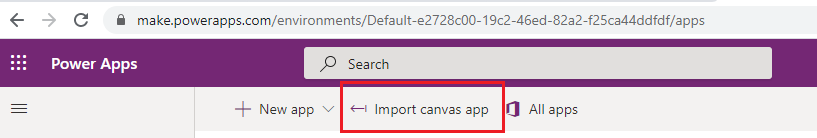 make.powerapps.com/environments/Default-e2728c00-19c2-46ed-82a2-f25ca44ddfdf/apps
Power Apps Search
New app Import canvas app All apps